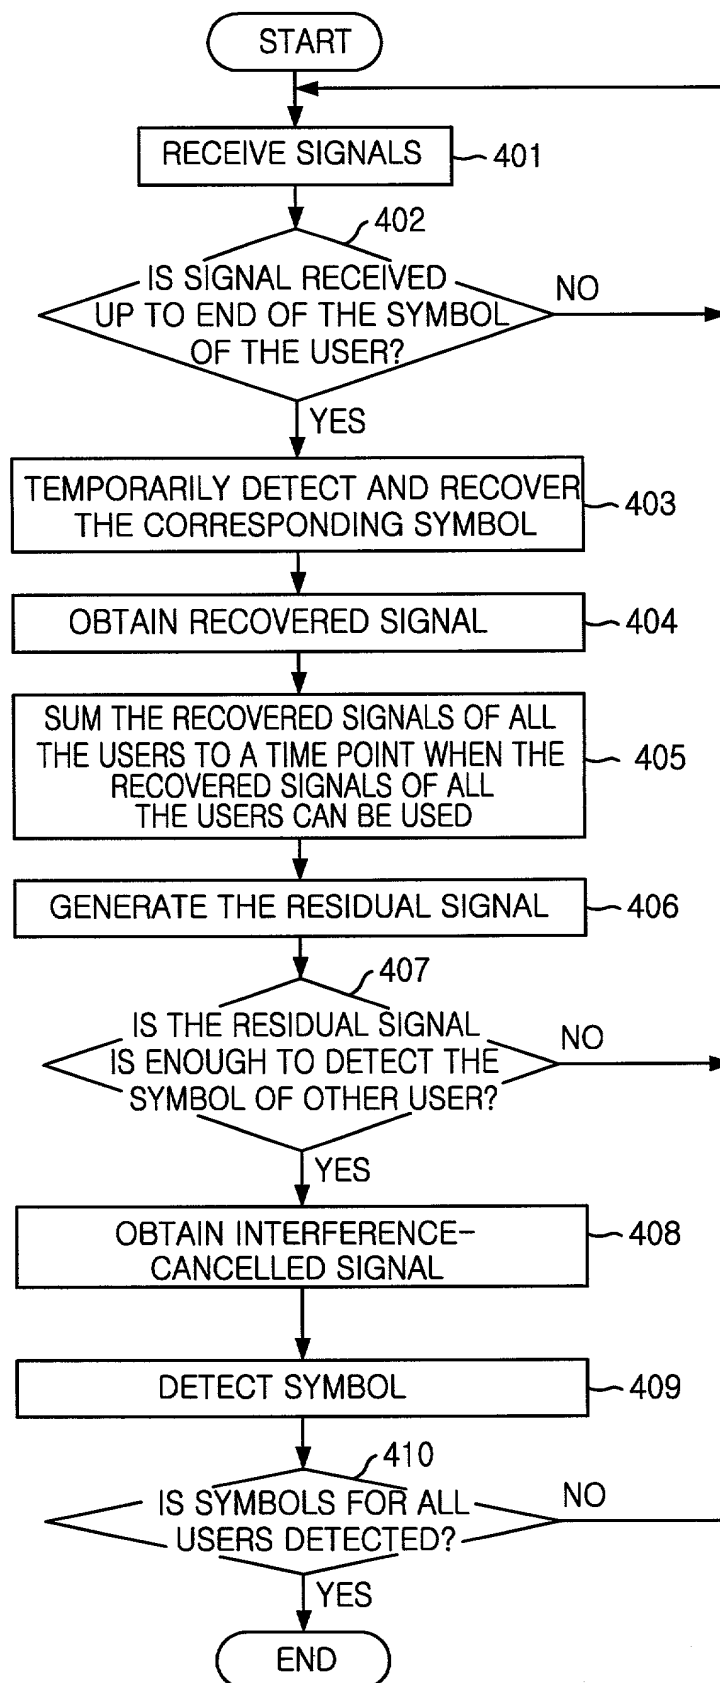 START
RECEIVE SIGNALS
401
402
IS SIGNAL RECEIVED
UP TO END OF THE SYMBOL
OF THE USER?
NO
YES
TEMPORARILY DETECT AND RECOVER
THE CORRESPONDING SYMBOL
403
OBTAIN RECOVERED SIGNAL
404
SUM THE RECOVERED SIGNALS OF ALL
THE USERS TO A TIME POINT WHEN THE
RECOVERED SIGNALS OF ALL
THE USERS CAN BE USED
405
GENERATE THE RESIDUAL SIGNAL
406
407
IS THE RESIDUAL SIGNAL
IS ENOUGH TO DETECT THE
SYMBOL OF OTHER USER?
NO
YES
OBTAIN INTERFERENCE-
CANCELLED SIGNAL
408
DETECT SYMBOL
409
410
IS SYMBOLS FOR ALL
USERS DETECTED?
NO
YES
END